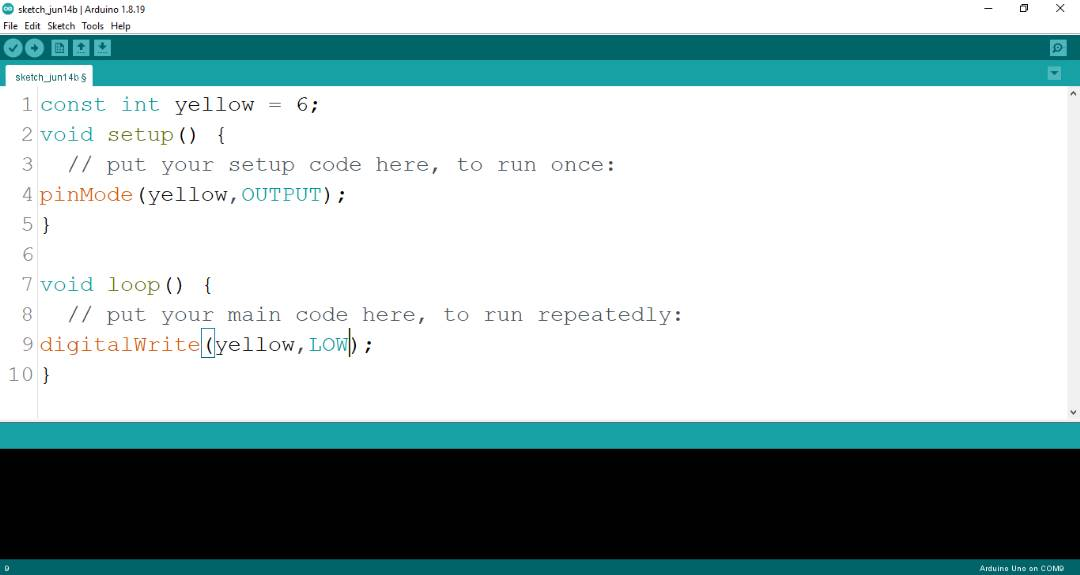 sketch_jun14b | Arduino 1.8.19
File Edit Sketch Tools Help
sketch_jun14b §
1 const int yellow = 6;
2 void setup() {
3   // put your setup code here, to run once:
4 pinMode(yellow,OUTPUT);
5 }
6
7 void loop() {
8   // put your main code here, to run repeatedly:
9 digitalWrite(yellow,LOW);
10 }
9
Arduino Uno on COM9